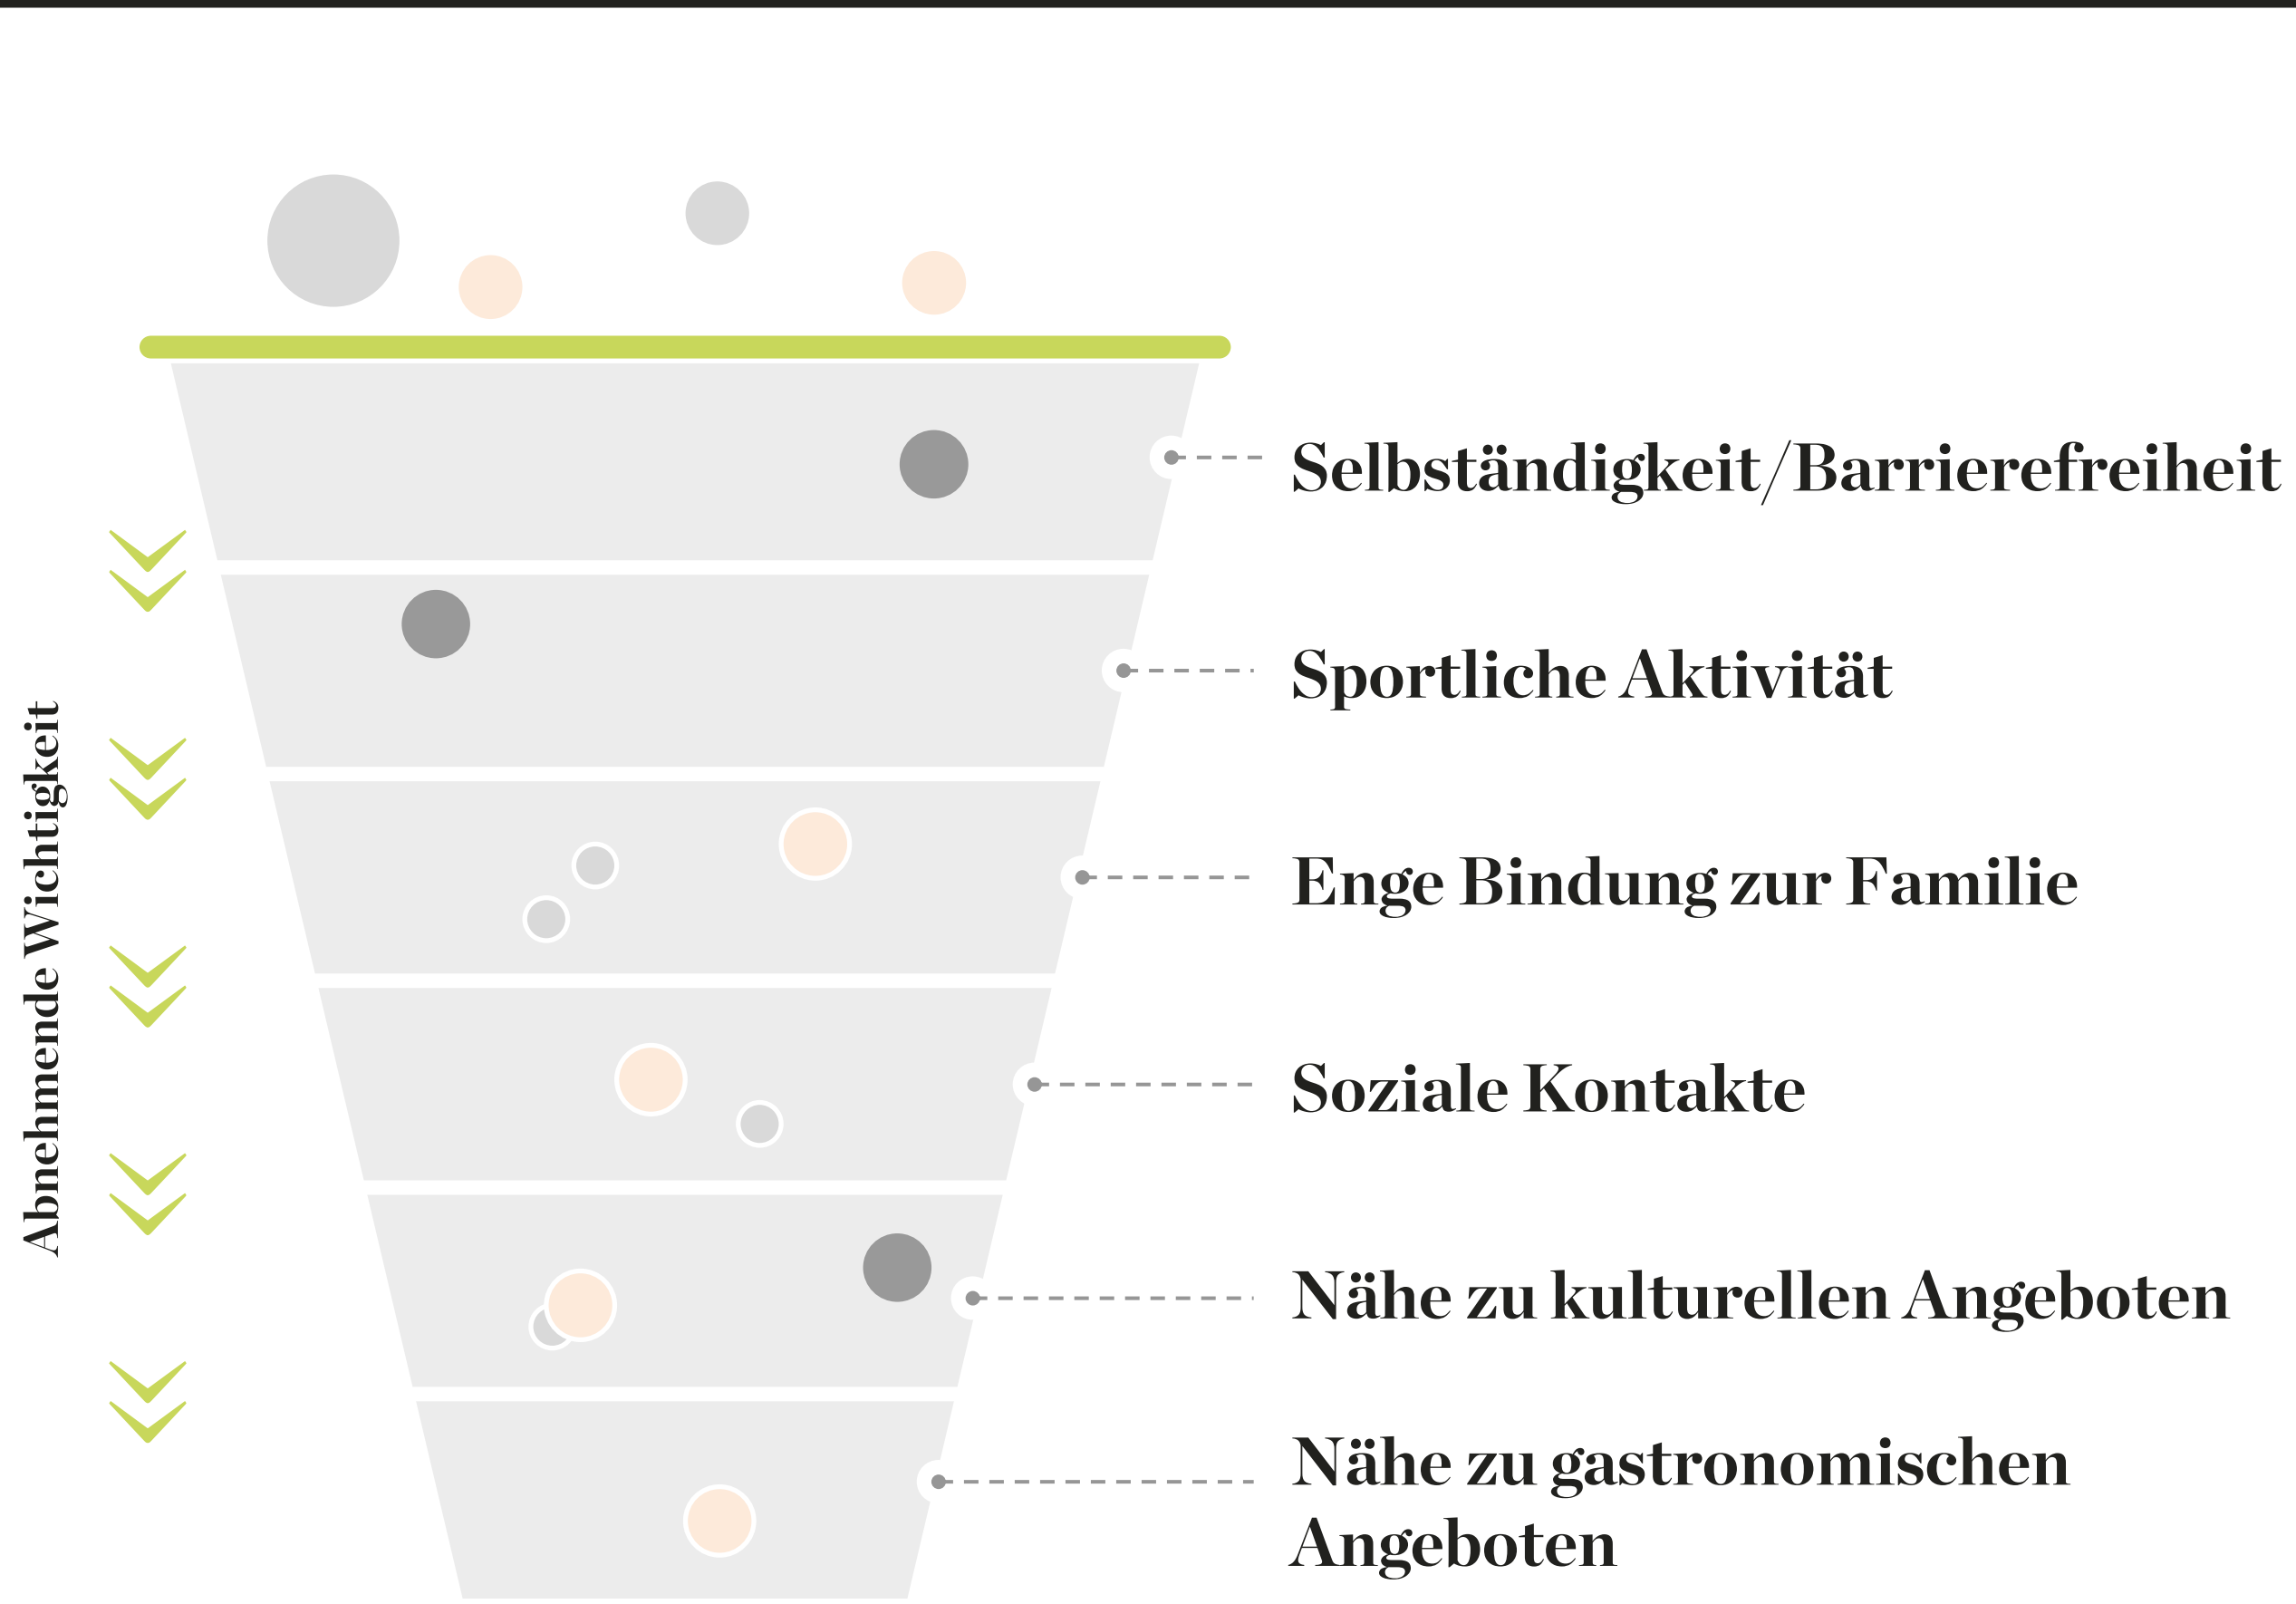 Selbständigkeit/Barrierefreiheit
Sportliche Aktivität
Enge Bindung zur Familie
Soziale Kontakte
Nähe zu kulturellen Angeboten
Nähe zu gastronomischen
Angeboten
Abnehmende Wichtigkeit